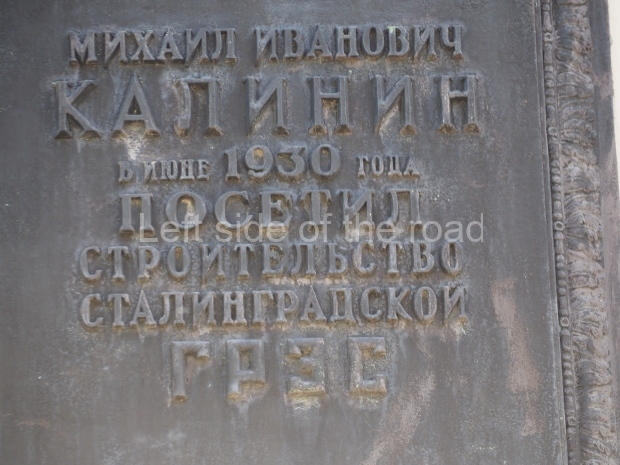 МИХАИЛ ИВАНОВИЧ
КАЛИНИН
В ИЮНЕ 1930 ГОДА
ПОСЕТИЛ
Left side of the road
СТРОИТЕЛЬСТВО
СТАЛИНГРАДСКОЙ
ГРЭС